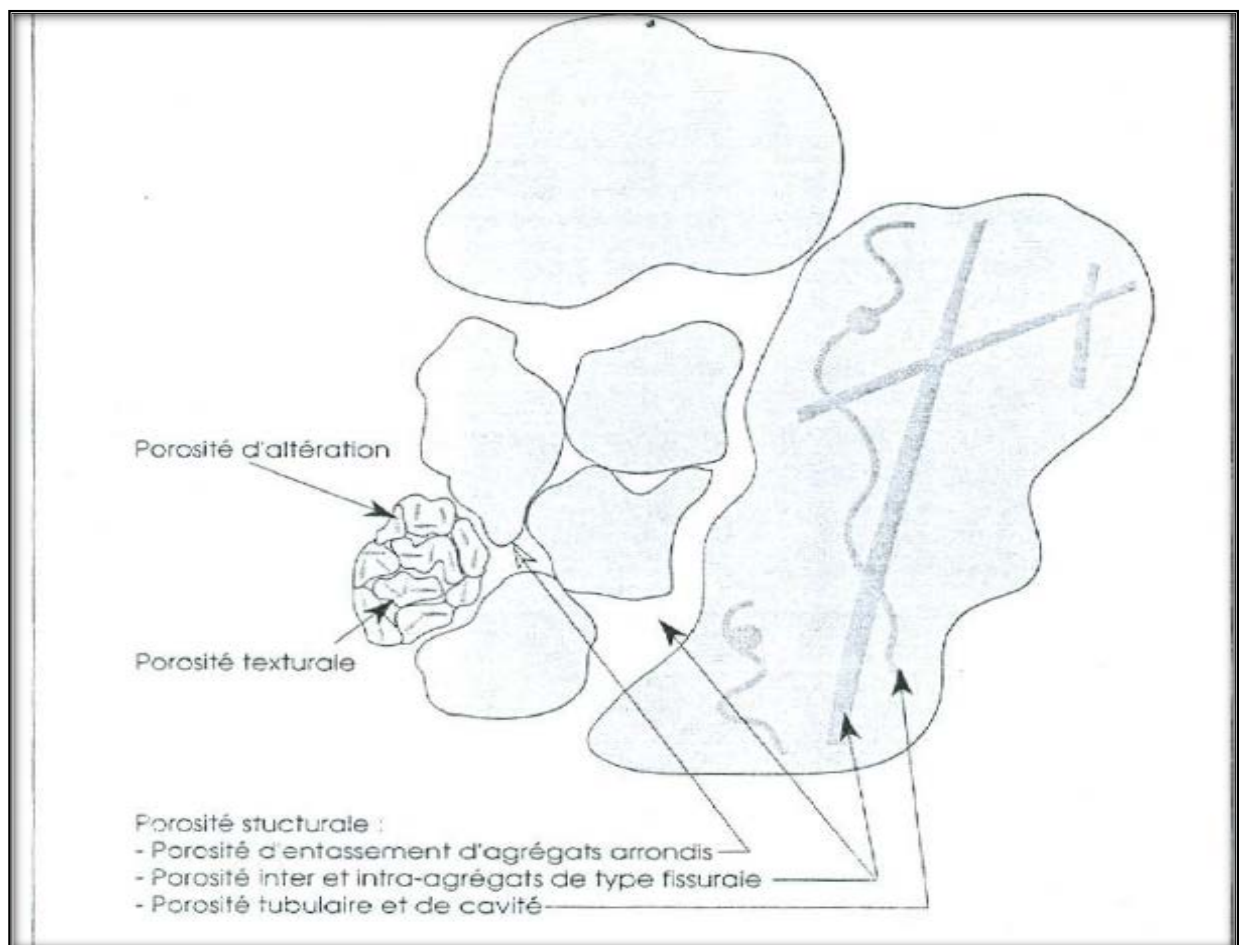 Porosité d'altération
Porosité texturale
Porosité stucturale :
- Porosité d'entassement d'agrégats arrondis
- Porosité inter et intra-agrégats de type fissurale
- Porosité tubulaire et de cavité